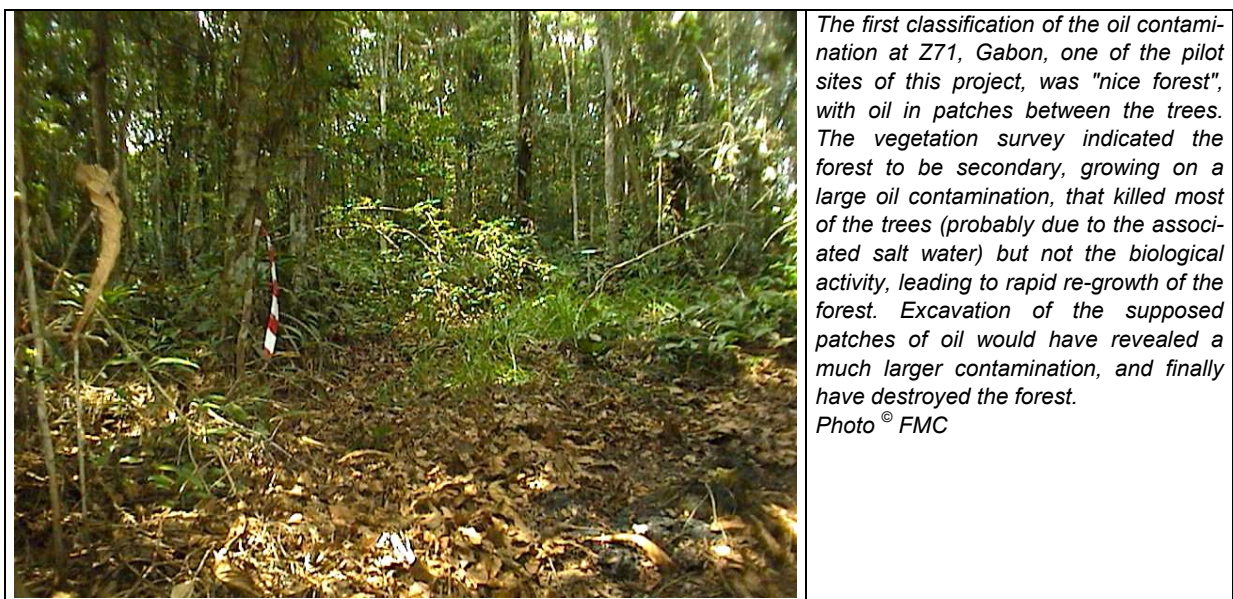 The first classification of the oil contami-
nation at Z71, Gabon, one of the pilot
sites of this project, was "nice forest",
with oil in patches between the trees.
The vegetation survey indicated the
forest to be secondary, growing on a
large oil contamination, that killed most
of the trees (probably due to the associ-
ated salt water) but not the biological
activity, leading to rapid re-growth of the
forest. Excavation of the supposed
patches of oil would have revealed a
much larger contamination, and finally
have destroyed the forest.
Photo © FMC